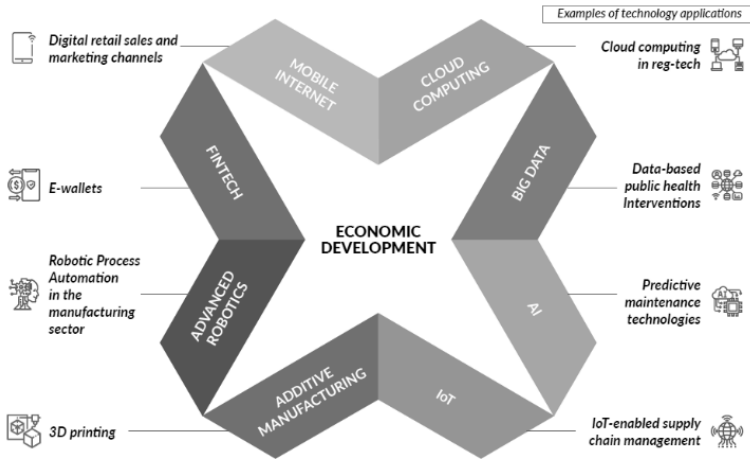 Examples of technology applications
Digital retail sales and
marketing channels
MOBILE
INTERNET
CLOUD
COMPUTING
Cloud computing
in reg-tech
E-wallets
FINTECH
BIG DATA
Data-based
public health
Interventions
ECONOMIC
DEVELOPMENT
Robotic Process
Automation
in the
manufacturing
sector
ADVANCED
ROBOTICS
AI
AI
Predictive
maintenance
technologies
3D printing
ADDITIVE
MANUFACTURING
IoT
IoT-enabled supply
chain management